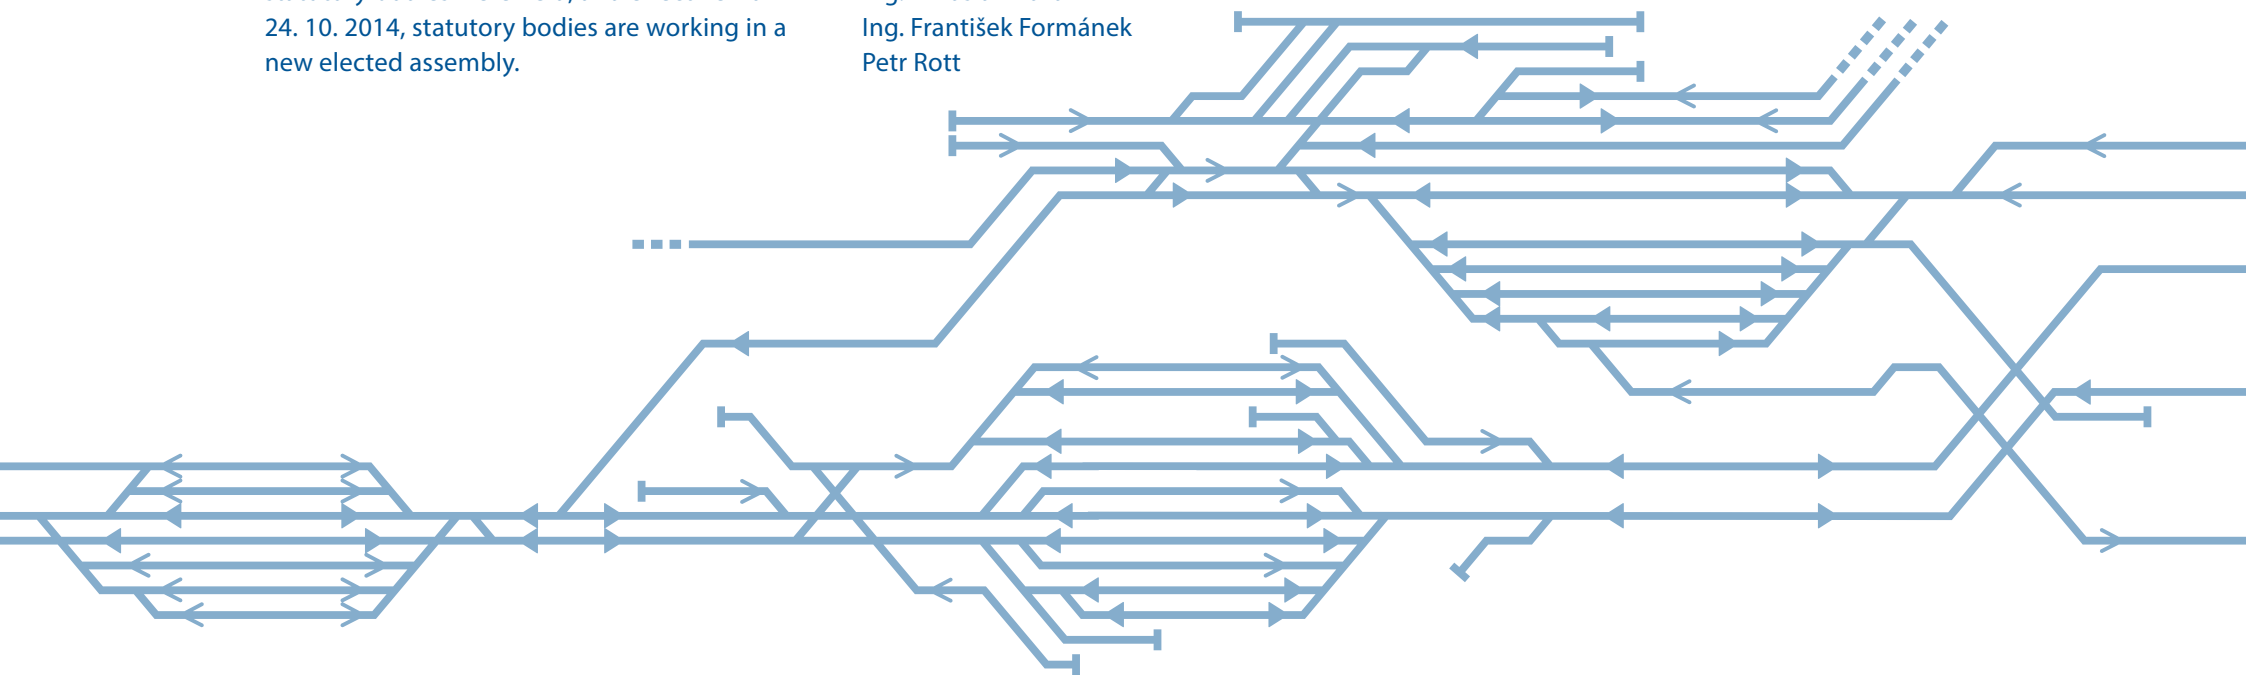 24. 10. 2014, statutory bodies are working in a
new elected assembly.
Ing. František Formánek
Petr Rott